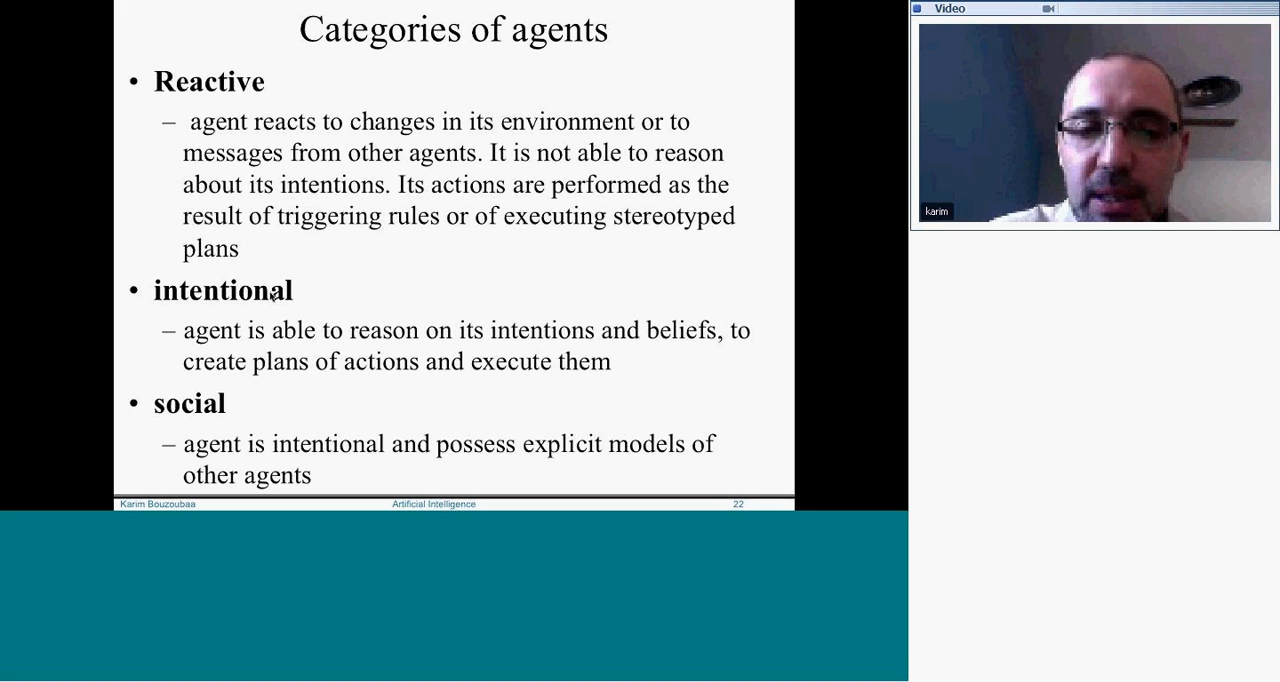 Categories of agents
• Reactive
– agent reacts to changes in its environment or to
messages from other agents. It is not able to reason
about its intentions. Its actions are performed as the
result of triggering rules or of executing stereotyped
plans
• intentional
– agent is able to reason on its intentions and beliefs, to
create plans of actions and execute them
• social
– agent is intentional and possess explicit models of
other agents
Karim Bouzoubaa Artificial Intelligence 22
Video
karim